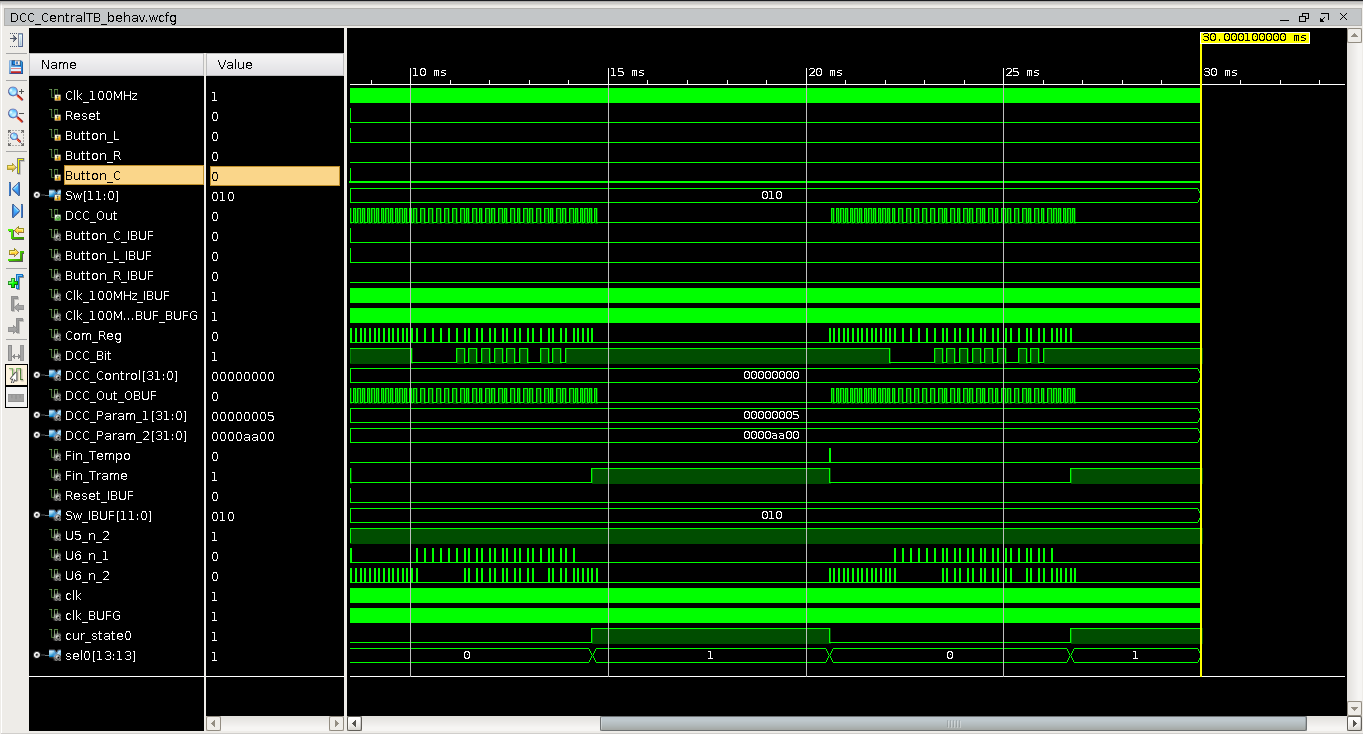 DCC_CentralTB_behav.wcfg
30.000100000 ms
Name Value
10 ms 15 ms 20 ms 25 ms 30 ms
Clk_100MHz 1
Reset 0
Button_L 0
Button_R 0
Button_C 0
Sw[11:0] 010 010
DCC_Out 0
Button_C_IBUF 0
Button_L_IBUF 0
Button_R_IBUF 0
Clk_100MHz_IBUF 1
Clk_100M...BUF_BUFG 1
Com_Reg 0
DCC_Bit 1
DCC_Control[31:0] 00000000 00000000
DCC_Out_OBUF 0
DCC_Param_1[31:0] 00000005 00000005
DCC_Param_2[31:0] 0000aa00 0000aa00
Fin_Tempo 0
Fin_Trame 1
Reset_IBUF 0
Sw_IBUF[11:0] 010 010
U5_n_2 1
U6_n_1 0
U6_n_2 0
clk 1
clk_BUFG 1
cur_state0 1
sel0[13:13] 1 0 1 0 1